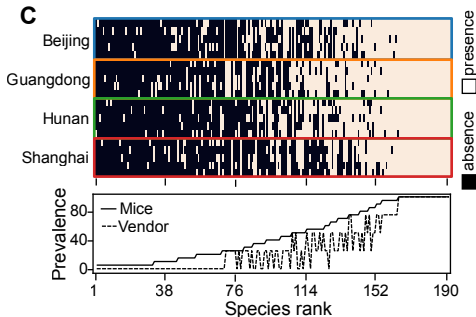 C
Beijing
Guangdong
Hunan
Shanghai
absence
presence
Prevalence
80
40
0
Mice
Vendor
1
38
76
114
152
190
Species rank